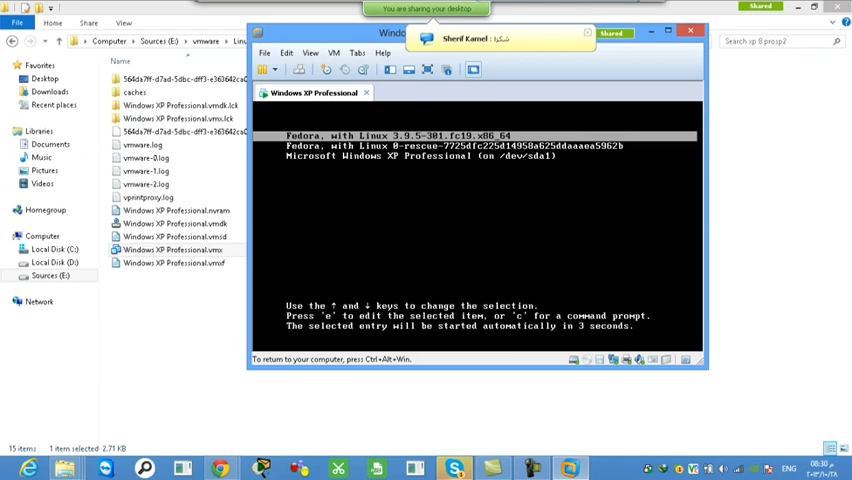 You are sharing your desktop
Shared
File
Home
Share
View
Computer
Sources (E:)
vmware
Search xp 8 prosp2
Favorites
Desktop
Downloads
Recent places
Libraries
Documents
Music
Pictures
Videos
Homegroup
Computer
Local Disk (C:)
Local Disk (D:)
Sources (E:)
Network
Name
caches
Windows XP Professional.vmdk.lck
Windows XP Professional.vmx.lck
vmware.log
vmware-0.log
vmware-1.log
vmware-2.log
vprintproxy.log
Windows XP Professional.nvram
Windows XP Professional.vmdk
Windows XP Professional.vmsd
Windows XP Professional.vmx
Windows XP Professional.vmxf
Sherif Kamel : شكرا
Shared
File Edit View VM Tabs Help
Windows XP Professional
Fedora, with Linux 3.9.5-301.fc19.x86_64
Fedora, with Linux 0-rescue-7725dfc225d14958a625ddaaaea5962b
Microsoft Windows XP Professional (on /dev/sda1)
Use the ↑ and ↓ keys to change the selection.
Press 'e' to edit the selected item, or 'c' for a command prompt.
The selected entry will be started automatically in 3 seconds.
To return to your computer, press Ctrl+Alt+Win.
15 items
1 item selected 2.71 KB
ENG
08:30 م